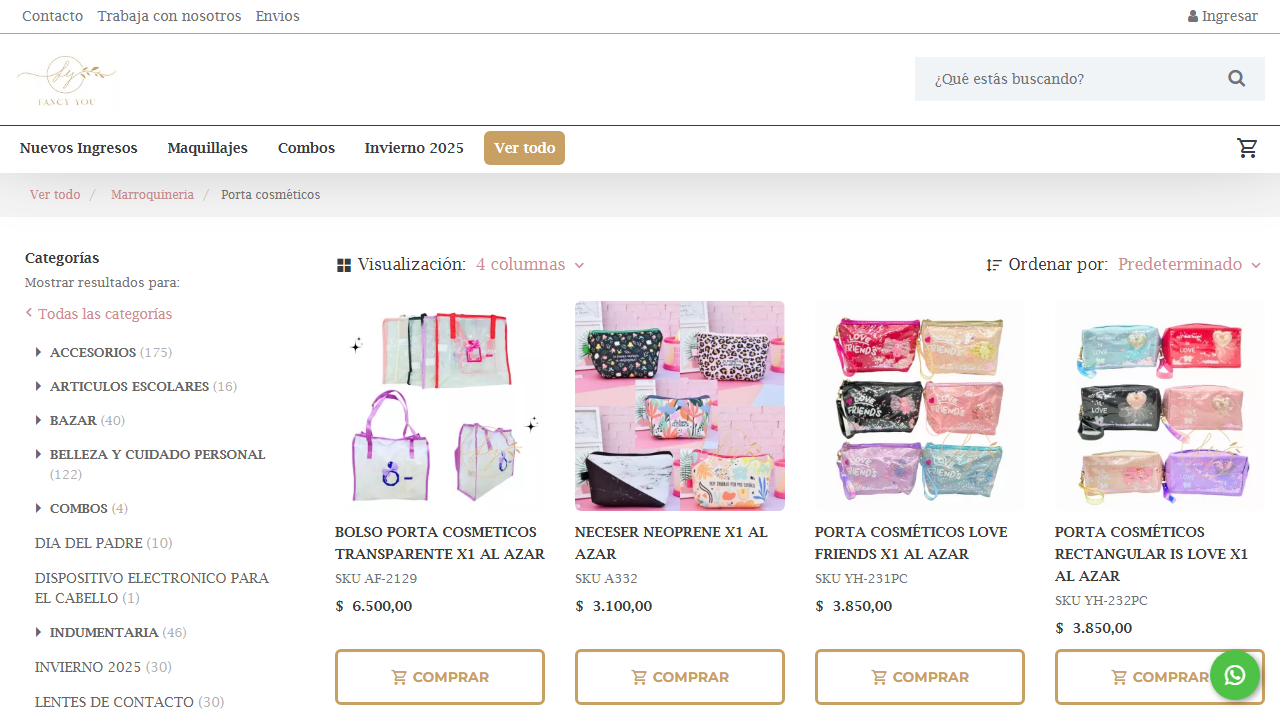 Contacto Trabaja con nosotros Envios Ingresar
FANCY YOU
¿Qué estás buscando?
Nuevos Ingresos Maquillajes Combos Invierno 2025 Ver todo
Ver todo / Marroquineria / Porta cosméticos
Categorías
Mostrar resultados para:
Todas las categorías
ACCESORIOS (175)
ARTICULOS ESCOLARES (16)
BAZAR (40)
BELLEZA Y CUIDADO PERSONAL
(122)
COMBOS (4)
DIA DEL PADRE (10)
DISPOSITIVO ELECTRONICO PARA
EL CABELLO (1)
INDUMENTARIA (46)
INVIERNO 2025 (30)
LENTES DE CONTACTO (30)
Visualización: 4 columnas
Ordenar por: Predeterminado
BOLSO PORTA COSMETICOS
TRANSPARENTE X1 AL AZAR
SKU AF-2129
$ 6.500,00
COMPRAR
NECESER NEOPRENE X1 AL
AZAR
SKU A332
$ 3.100,00
COMPRAR
LOVE
FRIENDS
PORTA COSMÉTICOS LOVE
FRIENDS X1 AL AZAR
SKU YH-231PC
$ 3.850,00
COMPRAR
LOVE
PORTA COSMÉTICOS
RECTANGULAR IS LOVE X1
AL AZAR
SKU YH-232PC
$ 3.850,00
COMPRAR